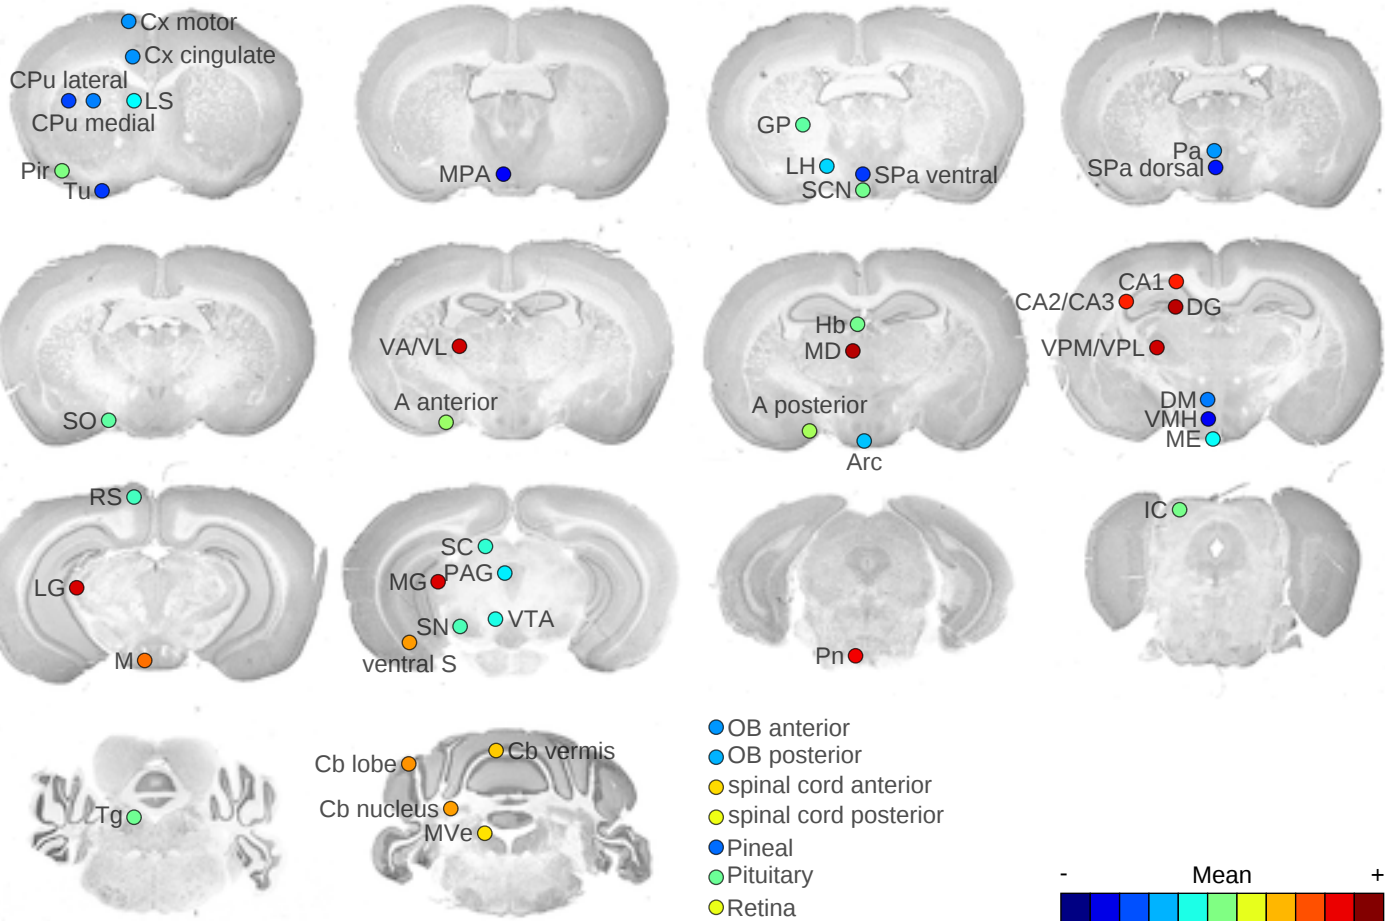 Cx motor
Cx cingulate
CPu lateral
LS
CPu medial
Pir
Tu
MPA
GP
LH
SPa ventral
SCN
Pa
SPa dorsal
SO
VA/VL
A anterior
Hb
MD
A posterior
Arc
CA1
CA2/CA3
DG
VPM/VPL
DM
VMH
ME
RS
LG
M
SC
MG
PAG
SN
VTA
ventral S
Pn
IC
Tg
Cb lobe
Cb vermis
Cb nucleus
MVe
OB anterior
OB posterior
spinal cord anterior
spinal cord posterior
Pineal
Pituitary
Retina
- Mean +